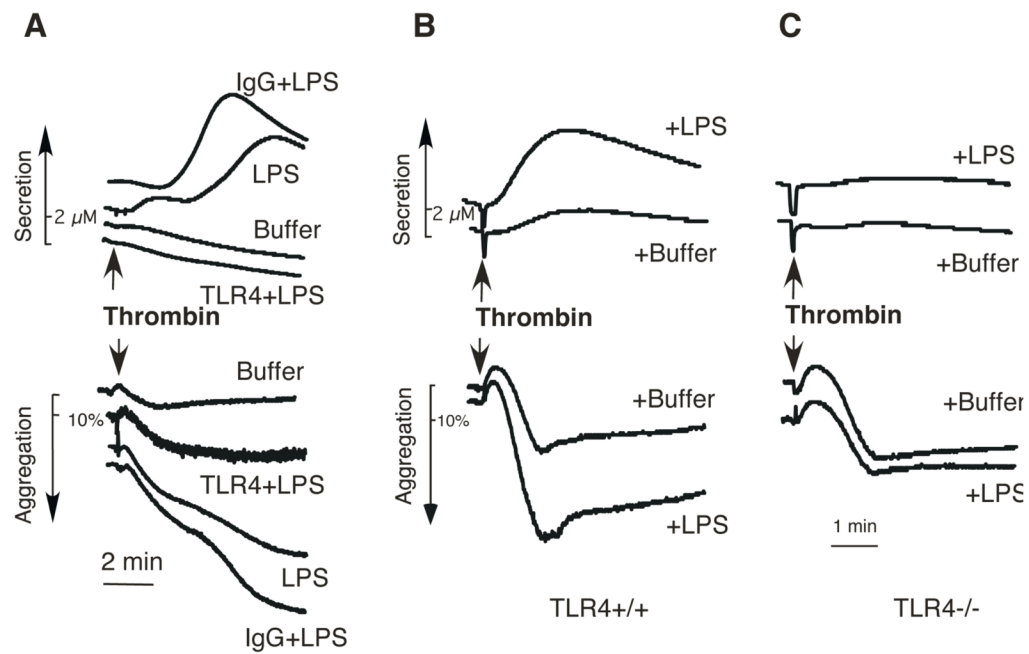 A
IgG+LPS
LPS
Secretion
2 µM
Buffer
TLR4+LPS
Thrombin
Buffer
10%
Aggregation
TLR4+LPS
2 min
LPS
IgG+LPS
B
+LPS
Secretion
2 µM
+Buffer
Thrombin
+Buffer
10%
Aggregation
+LPS
TLR4+/+
C
+LPS
+Buffer
Thrombin
+Buffer
+LPS
1 min
TLR4-/-